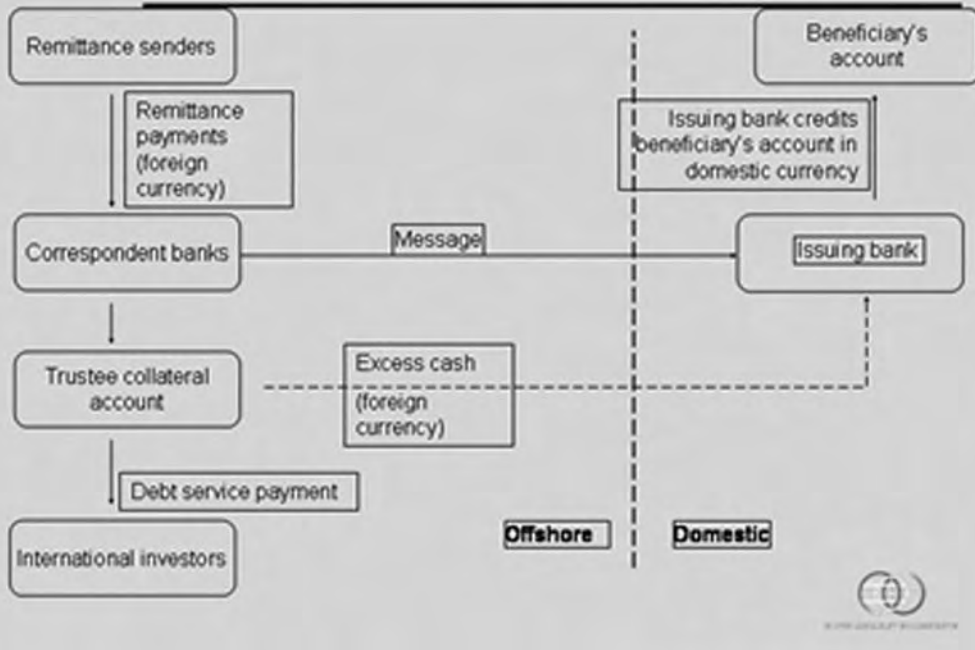 Remittance senders
Beneficiary's
account
Remittance
payments
(foreign
currency)
Issuing bank credits
beneficiary's account in
domestic currency
Correspondent banks
Message
Issuing bank
Trustee collateral
account
Excess cash
(foreign
currency)
Debt service payment
International investors
Offshore
Domestic